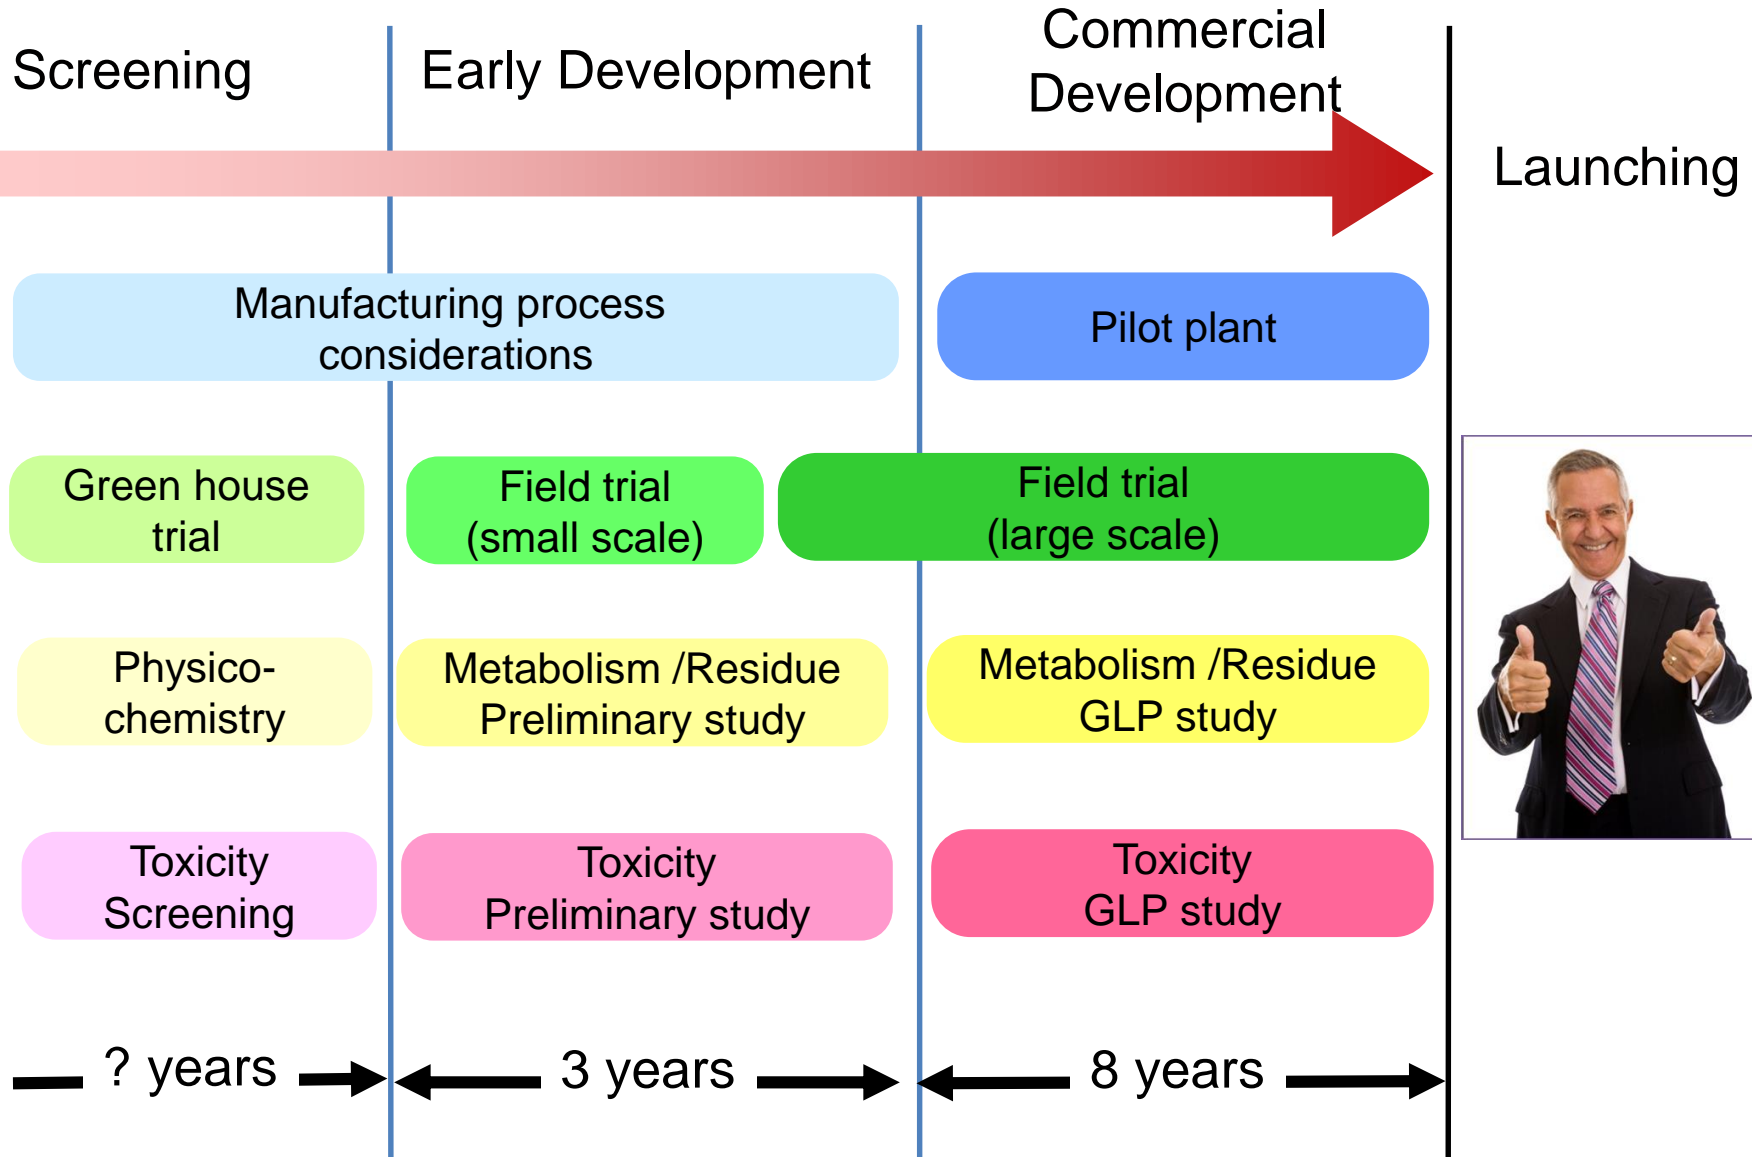 Screening
Early Development
Commercial
Development
Launching
Manufacturing process
considerations
Pilot plant
Green house
trial
Field trial
(small scale)
Field trial
(large scale)
Physico-
chemistry
Metabolism /Residue
Preliminary study
Metabolism /Residue
GLP study
Toxicity
Screening
Toxicity
Preliminary study
Toxicity
GLP study
? years
3 years
8 years